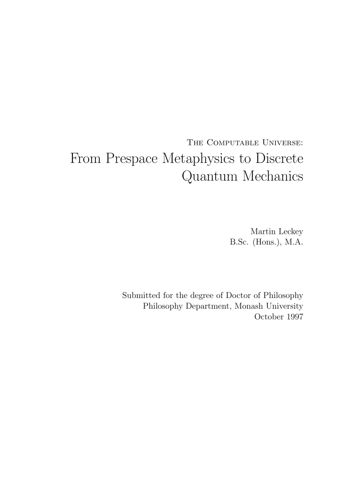 The Computable Universe:
From Prespace Metaphysics to Discrete
Quantum Mechanics
Martin Leckey
B.Sc. (Hons.), M.A.
Submitted for the degree of Doctor of Philosophy
Philosophy Department, Monash University
October 1997